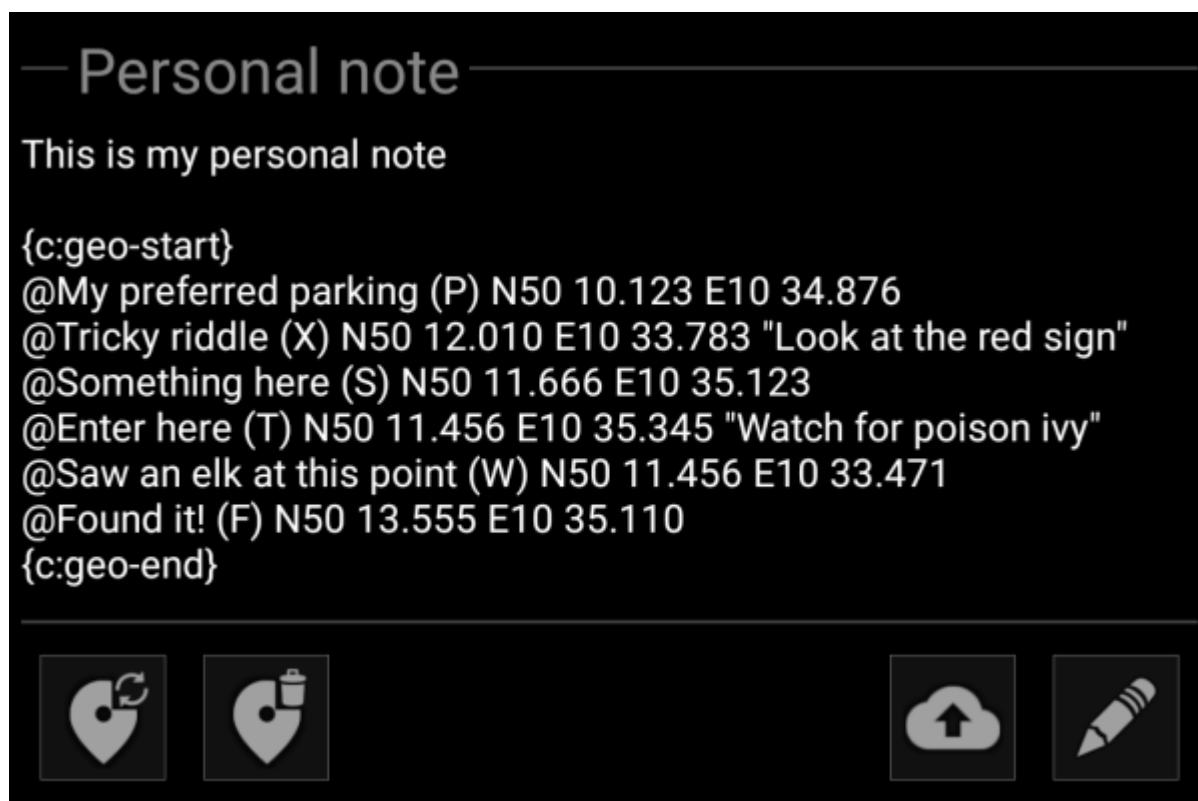 Personal note
This is my personal note
{c:geo-start}
@My preferred parking (P) N50 10.123 E10 34.876
@Tricky riddle (X) N50 12.010 E10 33.783 "Look at the red sign"
@Something here (S) N50 11.666 E10 35.123
@Enter here (T) N50 11.456 E10 35.345 "Watch for poison ivy"
@Saw an elk at this point (W) N50 11.456 E10 33.471
@Found it! (F) N50 13.555 E10 35.110
{c:geo-end}